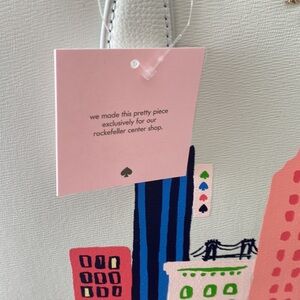 we made this pretty piece
exclusively for our
rockefeller center shop.